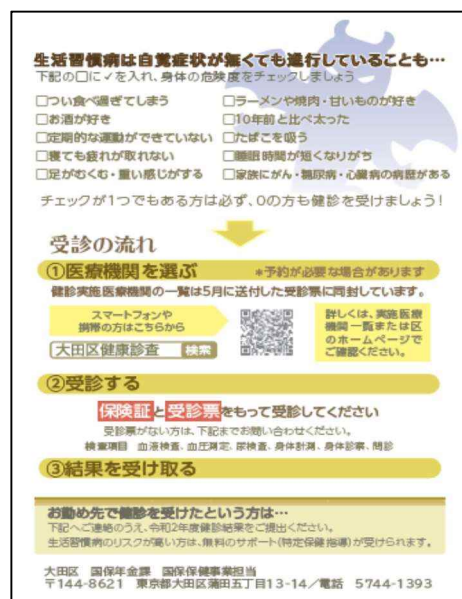 生活習慣病は自覚症状が無くても進行していることも…
下記の□に✓を入れ、身体の危険度をチェックしましょう
□つい食べ過ぎてしまう
□お酒が好き
□定期的な運動ができていない
□寝ても疲れが取れない
□足がむくむ・重い感じがする
□ラーメンや焼肉・甘いものが好き
□10年前と比べ太った
□たばこを吸う
□睡眠時間が短くなりがち
□家族にがん・糖尿病・心臓病の病歴がある
チェックが1つでもある方は必ず、0の方も健診を受けましょう!
受診の流れ
①医療機関を選ぶ
*予約が必要な場合があります
健診実施医療機関の一覧は5月に送付した受診票に同封しています。
スマートフォンや
携帯の方はこちらから
大田区健康診査 検索
詳しくは、実施医療
機関一覧または区
のホームページで
ご確認ください。
②受診する
保険証と受診票をもって受診してください
受診票がない方は、下記までお問い合わせください。
検査項目 血液検査、血圧測定、尿検査、身体計測、身体診察、問診
③結果を受け取る
お勤め先で健診を受けたという方は…
下記へご連絡のうえ、令和2年度健診結果をご提出ください。
生活習慣病のリスクが高い方は、無料のサポート(特定保健指導)が受けられます。
大田区 国保年金課 国保保健事業担当
〒144-8621 東京都大田区蒲田五丁目13-14/電話 5744-1393